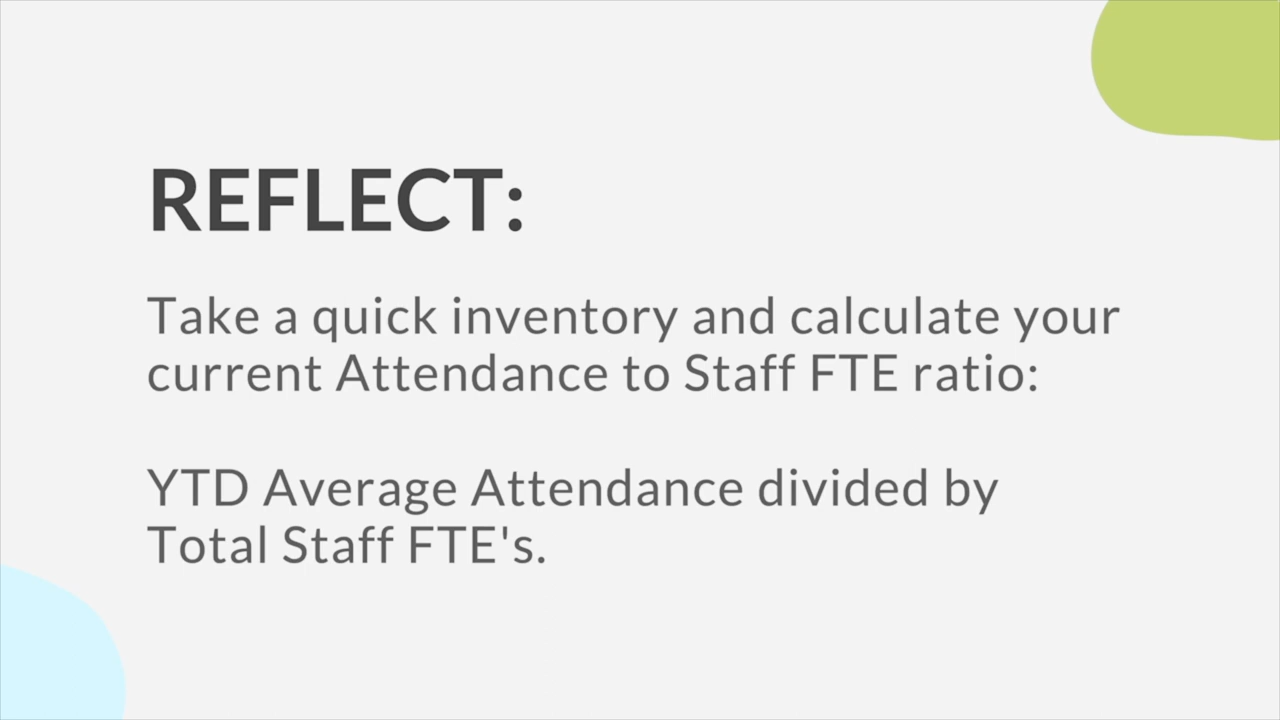 REFLECT:
Take a quick inventory and calculate your
current Attendance to Staff FTE ratio:
YTD Average Attendance divided by
Total Staff FTE's.